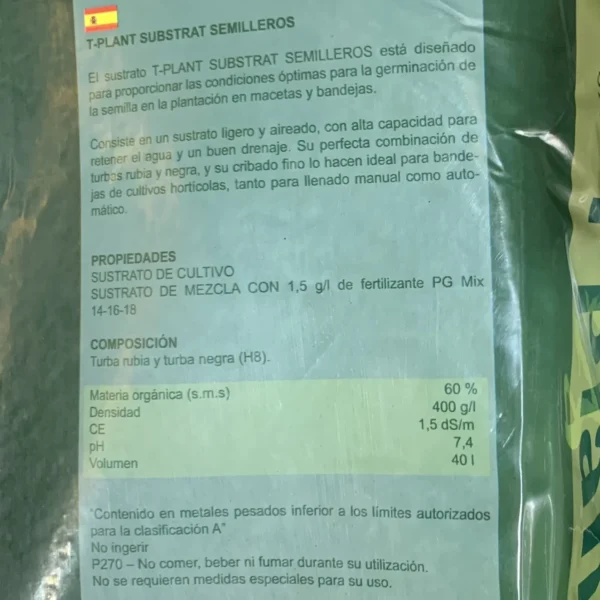 T-PLANT SUBSTRAT SEMILLEROS
El sustrato T-PLANT SUBSTRAT SEMILLEROS está diseñado
para proporcionar las condiciones óptimas para la germinación de
la semilla en la plantación en macetas y bandejas.
Consiste en un sustrato ligero y aireado, con alta capacidad para
retener el agua y un buen drenaje. Su perfecta combinación de
turbas rubia y negra, y su cribado fino lo hacen ideal para bande-
jas de cultivos hortícolas, tanto para llenado manual como auto-
mático.
PROPIEDADES
SUSTRATO DE CULTIVO
SUSTRATO DE MEZCLA CON 1,5 g/l de fertilizante PG Mix
14-16-18
COMPOSICIÓN
Turba rubia y turba negra (H8).
Materia orgánica (s.m.s) 60 %
Densidad 400 g/l
CE 1,5 dS/m
pH 7,4
Volumen 40 l
"Contenido en metales pesados inferior a los límites autorizados
para la clasificación A"
No ingerir
P270 – No comer, beber ni fumar durante su utilización.
No se requieren medidas especiales para su uso.